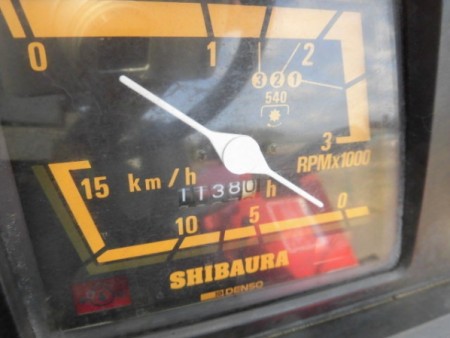 0 1 2
3 2 1
540
3
RPMx1000
15 km/h
1138 h
10 5 0
SHIBAURA
DENSO